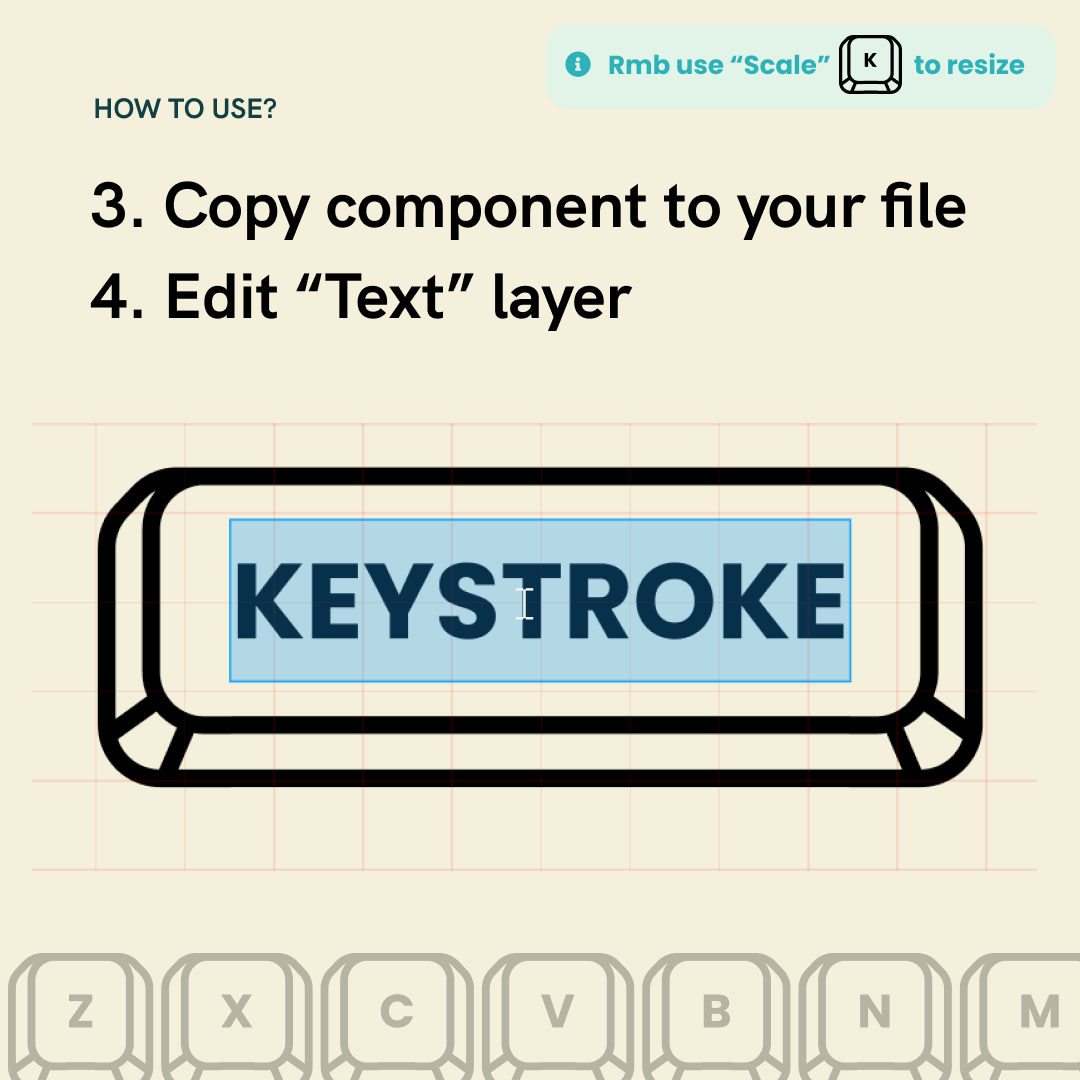 Rmb use “Scale” K to resize
HOW TO USE?
3. Copy component to your file
4. Edit “Text” layer
KEYSTROKE
Z X C V B N M